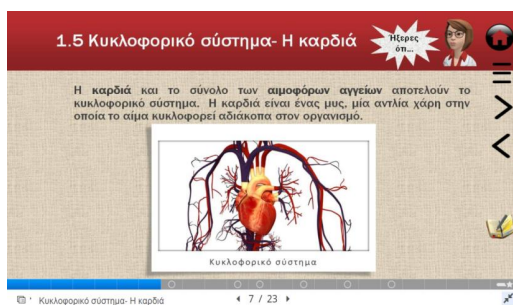 1.5 Κυκλοφορικό σύστημα- Η καρδιά
Ήξερες
ότι...
Η καρδιά και το σύνολο των αιμοφόρων αγγείων αποτελούν το
κυκλοφορικό σύστημα. Η καρδιά είναι ένας μυς, μία αντλία χάρη στην
οποία το αίμα κυκλοφορεί αδιάκοπα στον οργανισμό.
Κυκλοφορικό σύστημα
Κυκλοφορικό σύστημα- Η καρδιά
7 / 23